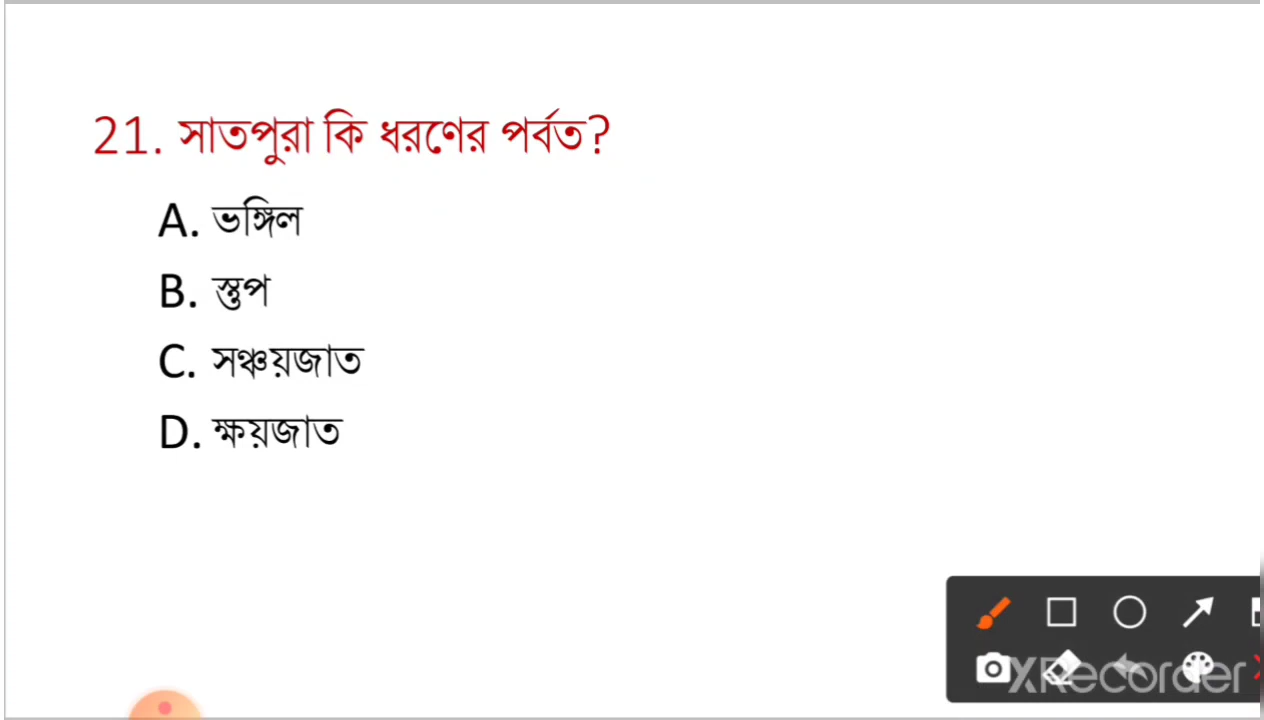 21. সাতপুরা কি ধরণের পর্বত?
A. ভঙ্গিল
B. স্তুপ
C. সঞ্চয়জাত
D. ক্ষয়জাত
XRecorder